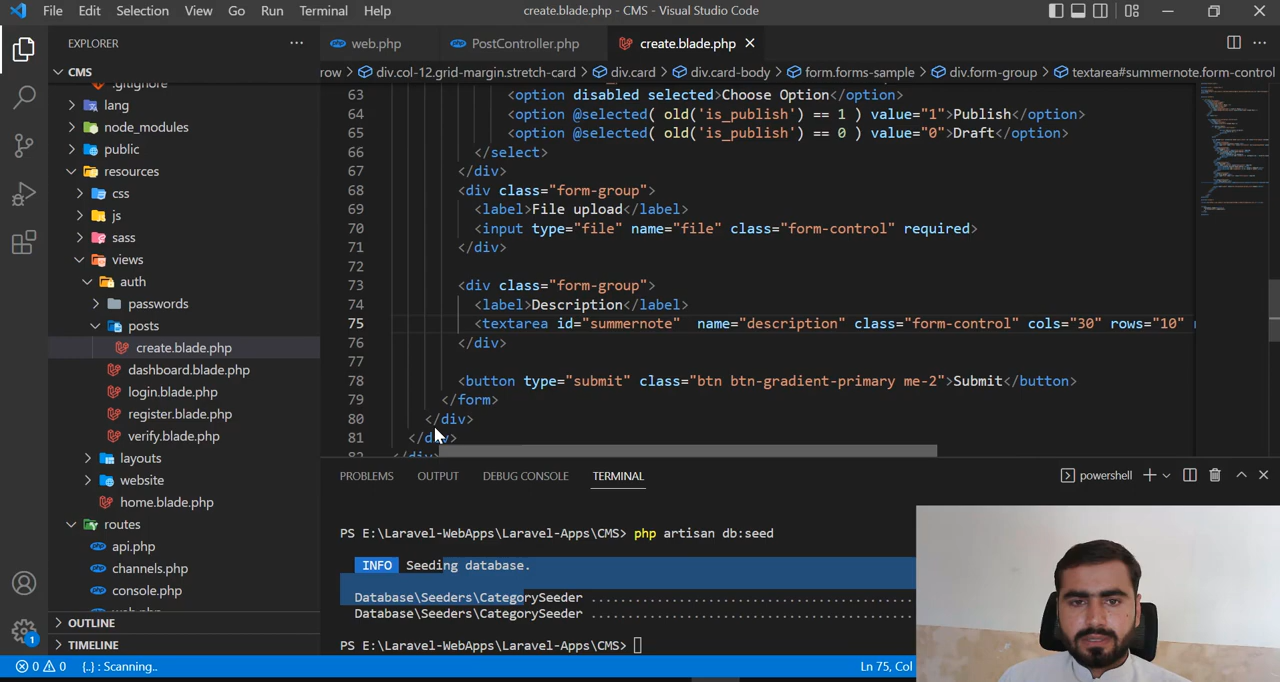 File Edit Selection View Go Run Terminal Help
create.blade.php - CMS - Visual Studio Code
EXPLORER
CMS
.gitignore
lang
node_modules
public
resources
css
js
sass
views
auth
passwords
posts
create.blade.php
dashboard.blade.php
login.blade.php
register.blade.php
verify.blade.php
layouts
website
home.blade.php
routes
api.php
channels.php
console.php
web.php
OUTLINE
TIMELINE
web.php PostController.php create.blade.php
row > div.col-12.grid-margin.stretch-card > div.card > div.card-body > form.forms-sample > div.form-group > textarea#summernote.form-control
63 <option disabled selected>Choose Option</option>
64 <option @selected( old('is_publish') == 1 ) value="1">Publish</option>
65 <option @selected( old('is_publish') == 0 ) value="0">Draft</option>
66 </select>
67 </div>
68 <div class="form-group">
69 <label>File upload</label>
70 <input type="file" name="file" class="form-control" required>
71 </div>
72
73 <div class="form-group">
74 <label>Description</label>
75 <textarea id="summernote" name="description" class="form-control" cols="30" rows="10"
76 </div>
77
78 <button type="submit" class="btn btn-gradient-primary me-2">Submit</button>
79 </form>
80 </div>
81 </div>
82 </div>
PROBLEMS OUTPUT DEBUG CONSOLE TERMINAL
powershell
PS E:\Laravel-WebApps\Laravel-Apps\CMS> php artisan db:seed
INFO Seeding database.
Database\Seeders\CategorySeeder .......................................
Database\Seeders\CategorySeeder .......................................
PS E:\Laravel-WebApps\Laravel-Apps\CMS>
1
0 0 {..} : Scanning..
Ln 75, Col